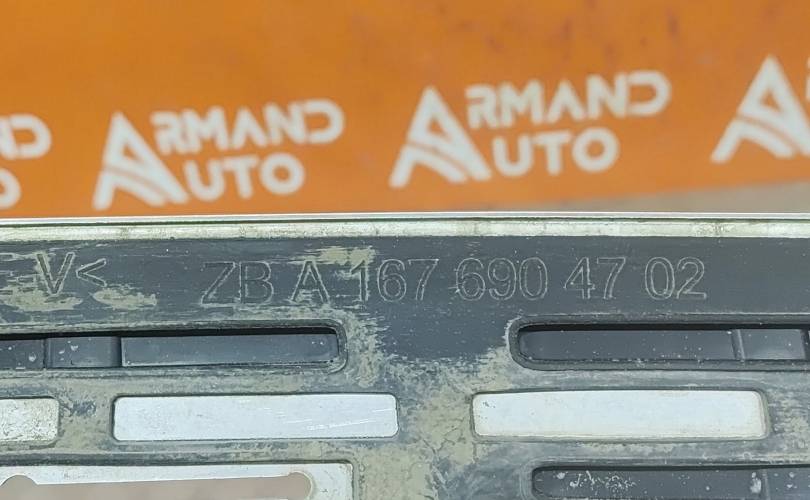 ARMAND
AUTO
ARMAND
AUTO
V<
ZB A 167 690 47 02